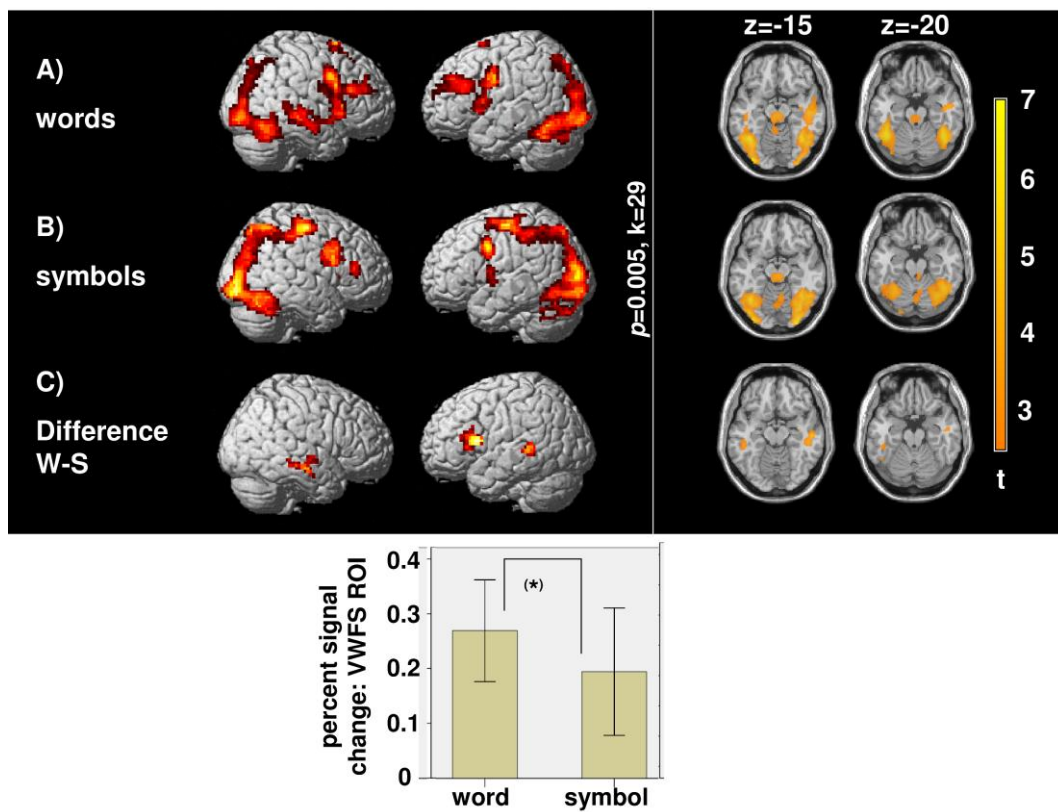 z=-15
z=-20
A)
words
B)
symbols
C)
Difference
W-S
p=0.005, k=29
7
6
5
4
3
t
percent signal
change: VWFS ROI
0.4
0.3
0.2
0.1
0
(*)
word
symbol